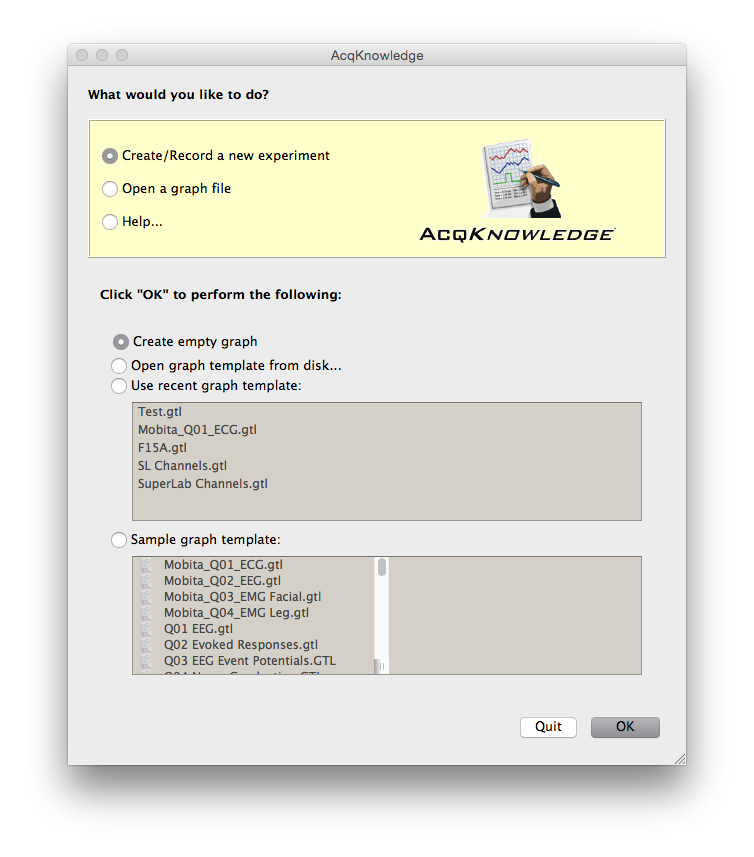 AcqKnowledge
What would you like to do?
Create/Record a new experiment
Open a graph file
Help...
ACQKNOWLEDGE
Click "OK" to perform the following:
Create empty graph
Open graph template from disk...
Use recent graph template:
Test.gtl
Mobita_Q01_ECG.gtl
F15A.gtl
SL Channels.gtl
SuperLab Channels.gtl
Sample graph template:
Mobita_Q01_ECG.gtl
Mobita_Q02_EEG.gtl
Mobita_Q03_EMG Facial.gtl
Mobita_Q04_EMG Leg.gtl
Q01 EEG.gtl
Q02 Evoked Responses.gtl
Q03 EEG Event Potentials.GTL
Quit
OK